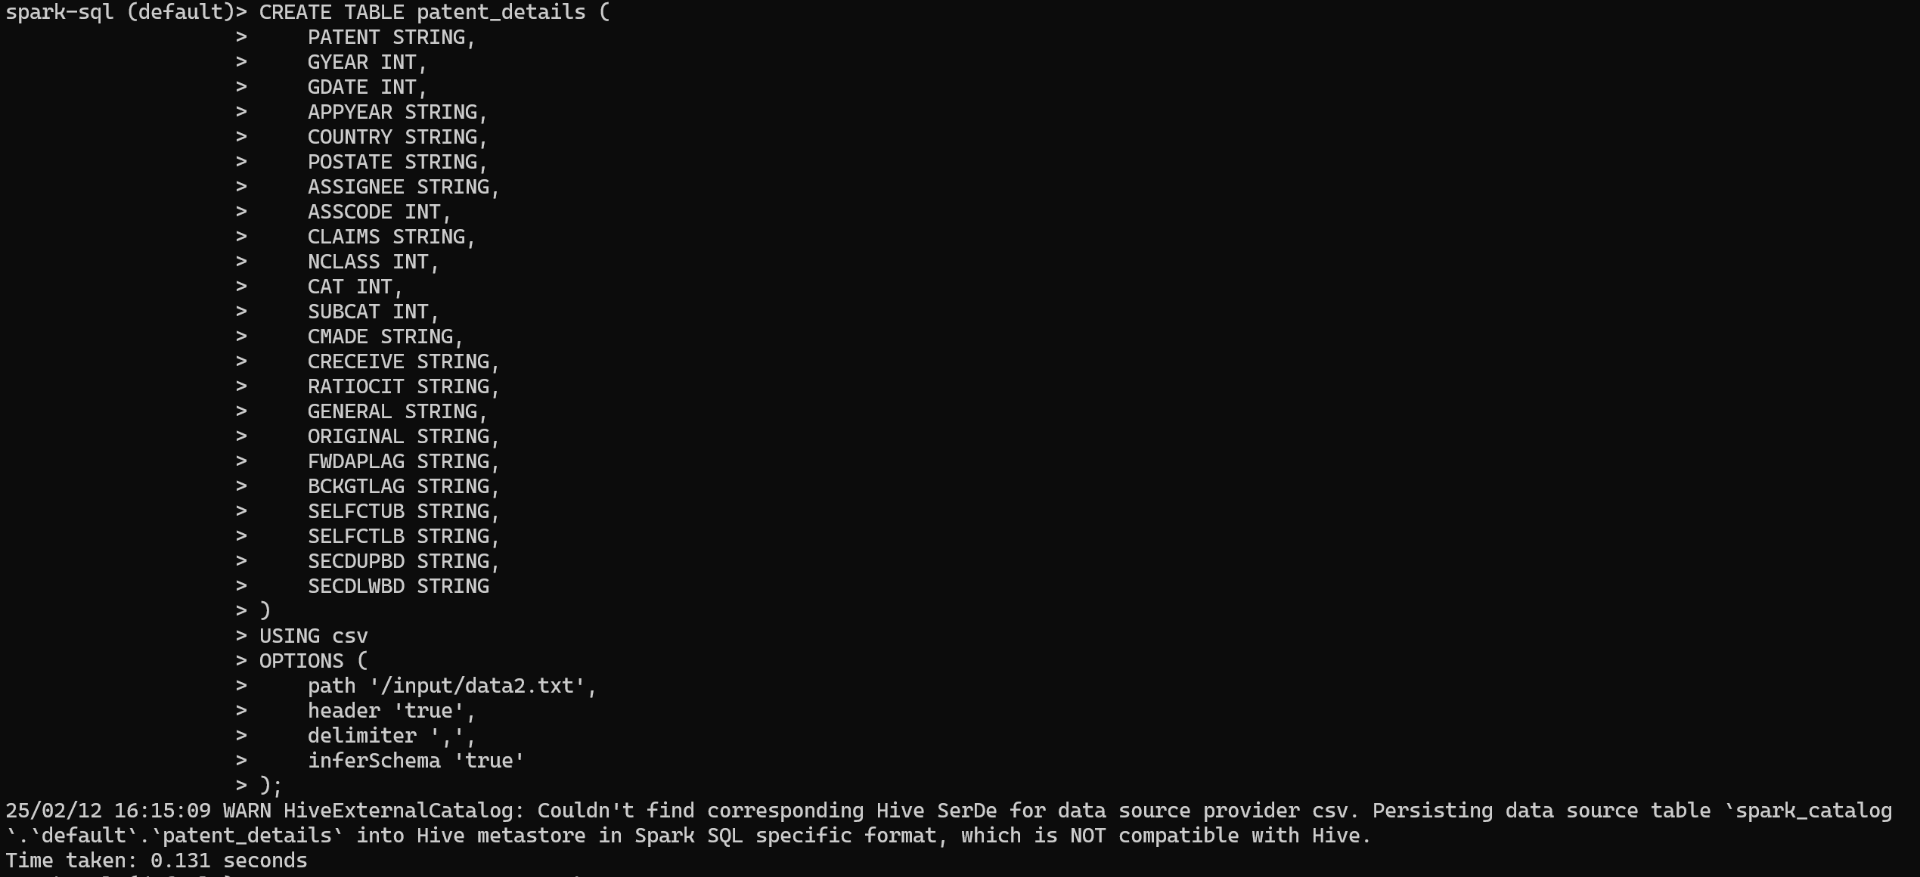 spark-sql (default)> CREATE TABLE patent_details (
> PATENT STRING,
> GYEAR INT,
> GDATE INT,
> APPYEAR STRING,
> COUNTRY STRING,
> POSTATE STRING,
> ASSIGNEE STRING,
> ASSCODE INT,
> CLAIMS STRING,
> NCLASS INT,
> CAT INT,
> SUBCAT INT,
> CMADE STRING,
> CRECEIVE STRING,
> RATIOCIT STRING,
> GENERAL STRING,
> ORIGINAL STRING,
> FWDAPLAG STRING,
> BCKGTLAG STRING,
> SELFCTUB STRING,
> SELFCTLB STRING,
> SECDUPBD STRING,
> SECDLWBD STRING
> )
> USING csv
> OPTIONS (
> path '/input/data2.txt',
> header 'true',
> delimiter ',',
> inferSchema 'true'
> );
25/02/12 16:15:09 WARN HiveExternalCatalog: Couldn't find corresponding Hive SerDe for data source provider csv. Persisting data source table `spark_catalog
`.`default`.`patent_details` into Hive metastore in Spark SQL specific format, which is NOT compatible with Hive.
Time taken: 0.131 seconds